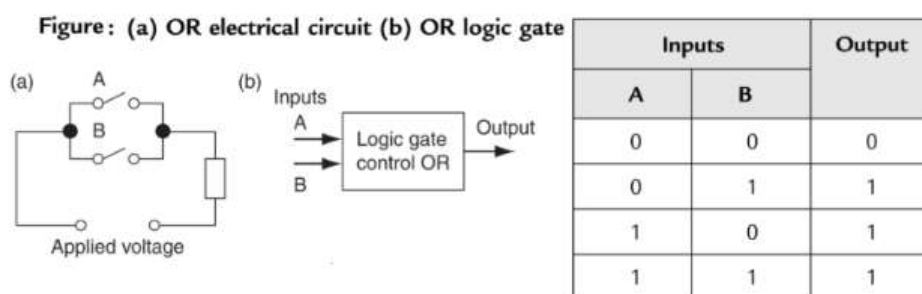 Figure: (a) OR electrical circuit (b) OR logic gate
(a)
A
B
Applied voltage
(b)
Inputs
A
B
Logic gate
control OR
Output
Inputs Output
A B
0 0 0
0 1 1
1 0 1
1 1 1